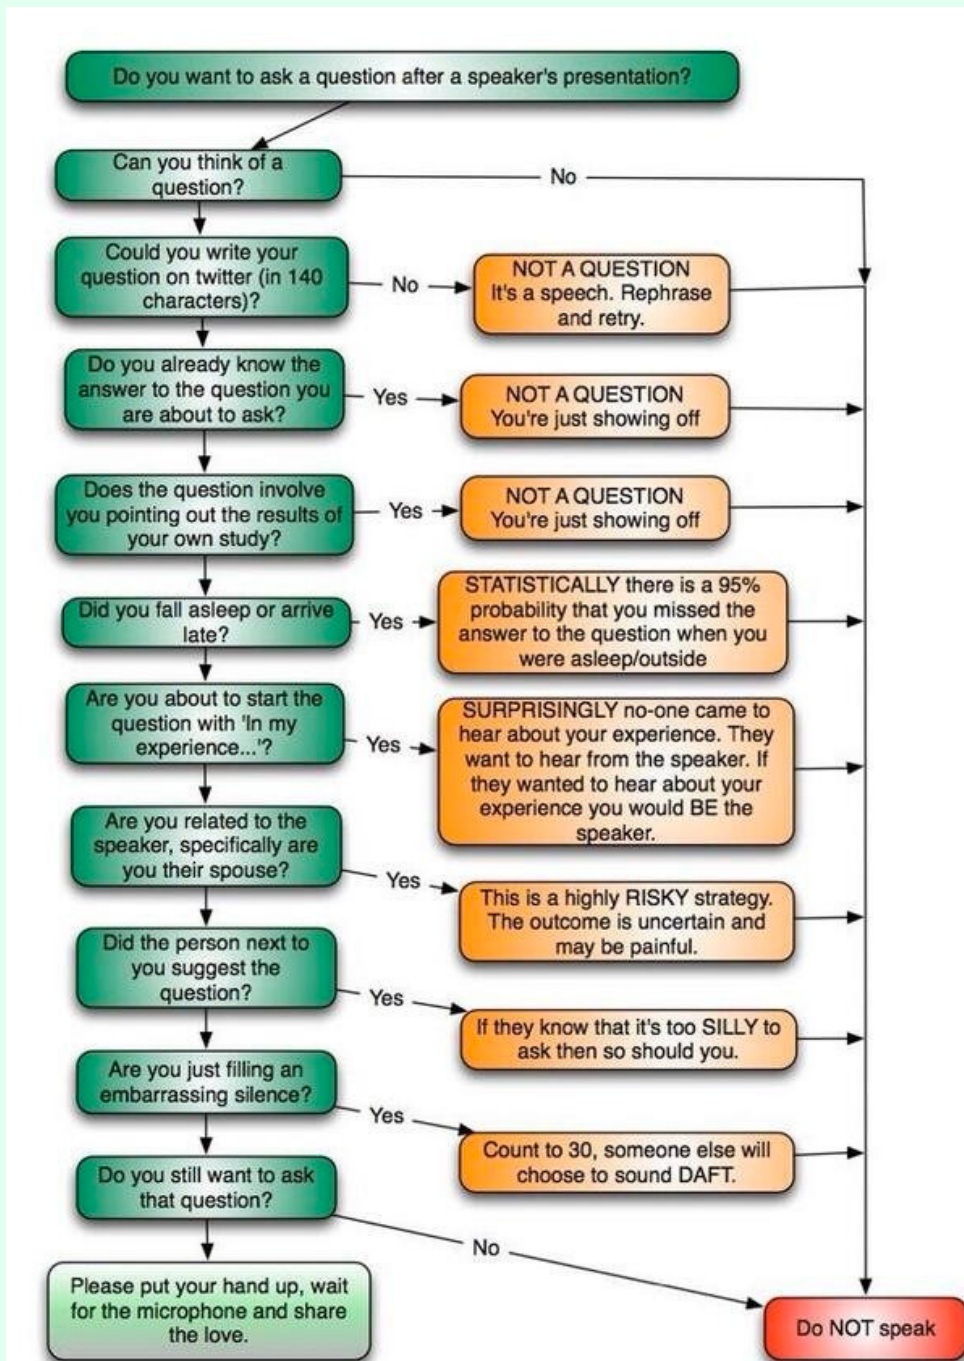 Do you want to ask a question after a speaker's presentation?
Can you think of a
question?
No
Could you write your
question on twitter (in 140
characters)?
No
NOT A QUESTION
It's a speech. Rephrase
and retry.
Do you already know the
answer to the question you
are about to ask?
Yes
NOT A QUESTION
You're just showing off
Does the question involve
you pointing out the results of
your own study?
Yes
NOT A QUESTION
You're just showing off
Did you fall asleep or arrive
late?
Yes
STATISTICALLY there is a 95%
probability that you missed the
answer to the question when you
were asleep/outside
Are you about to start the
question with 'In my
experience...'?
Yes
SURPRISINGLY no-one came to
hear about your experience. They
want to hear from the speaker. If
they wanted to hear about your
experience you would BE the
speaker.
Are you related to the
speaker, specifically are
you their spouse?
Yes
This is a highly RISKY strategy.
The outcome is uncertain and
may be painful.
Did the person next to
you suggest the
question?
Yes
If they know that it's too SILLY to
ask then so should you.
Are you just filling an
embarrassing silence?
Yes
Count to 30, someone else will
choose to sound DAFT.
Do you still want to ask
that question?
No
Please put your hand up, wait
for the microphone and share
the love.
Do NOT speak